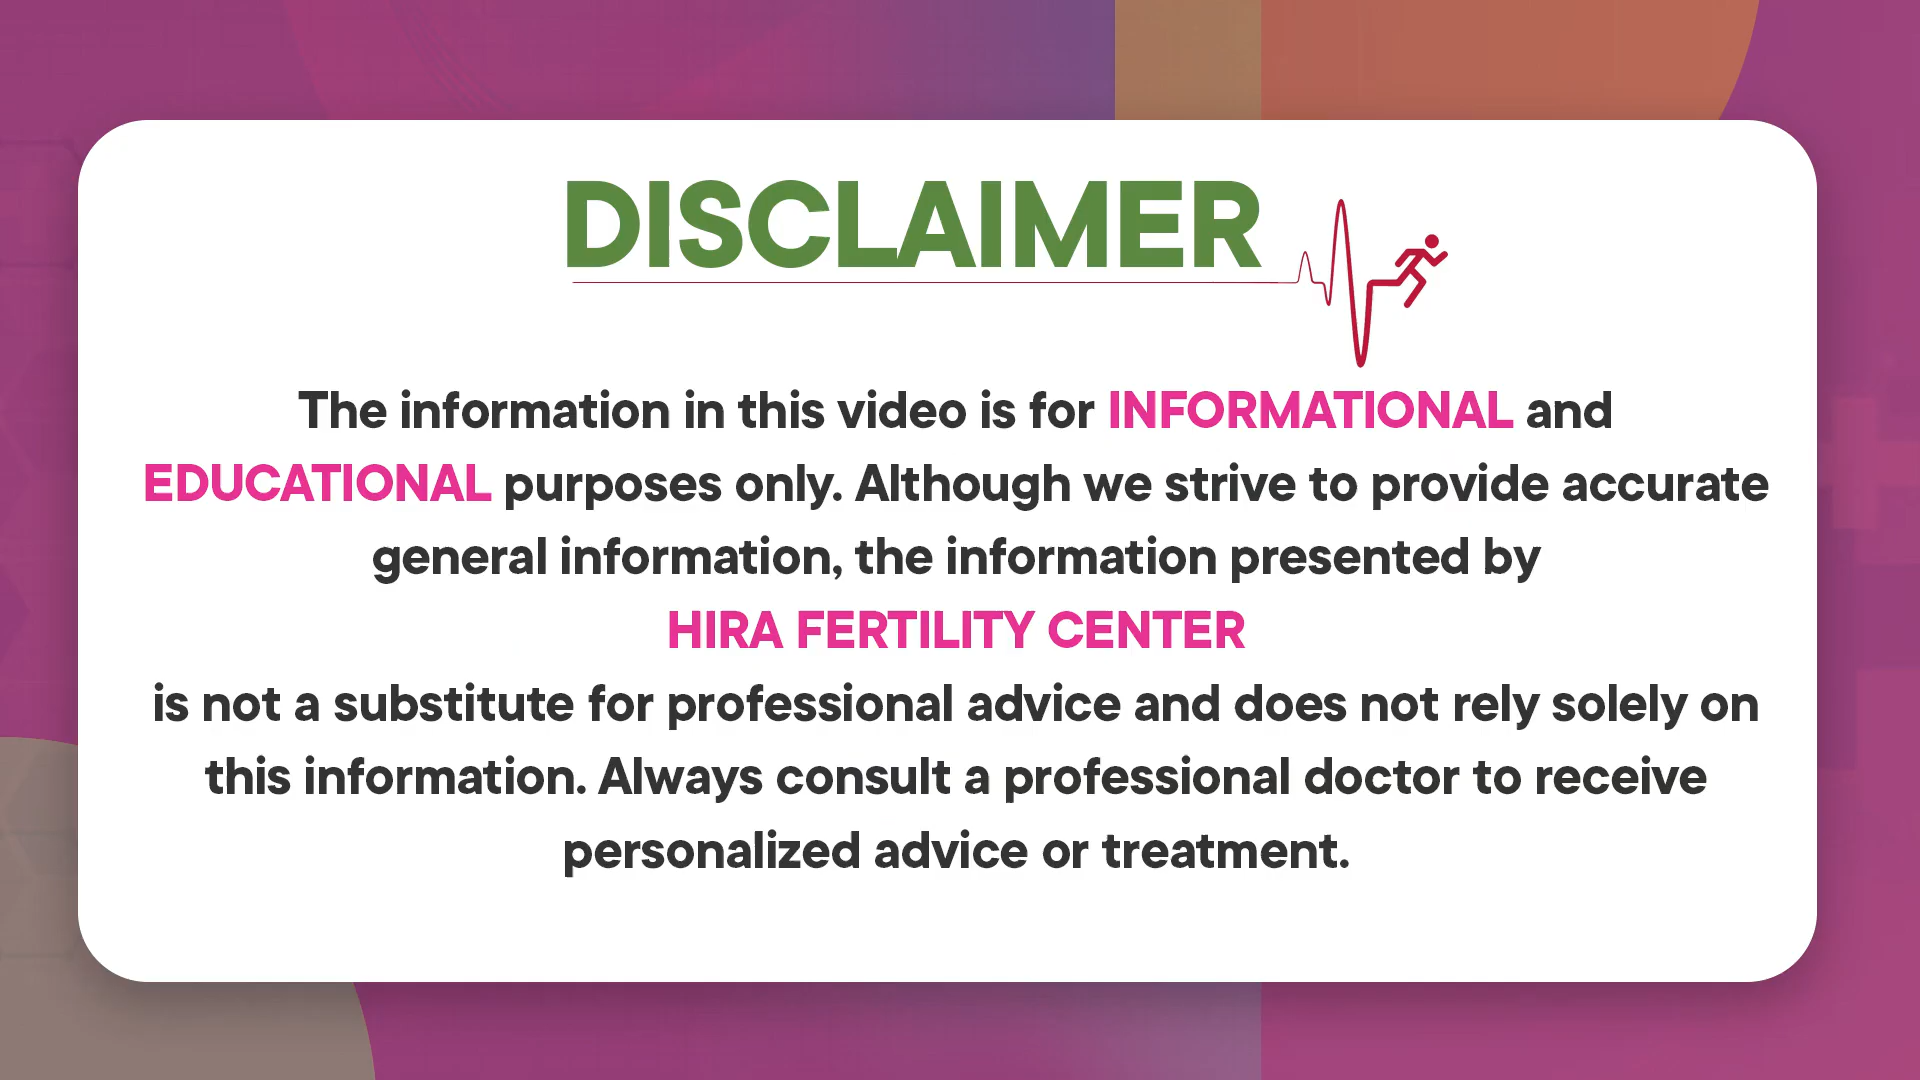 DISCLAIMER
The information in this video is for INFORMATIONAL and
EDUCATIONAL purposes only. Although we strive to provide accurate
general information, the information presented by
HIRA FERTILITY CENTER
is not a substitute for professional advice and does not rely solely on
this information. Always consult a professional doctor to receive
personalized advice or treatment.